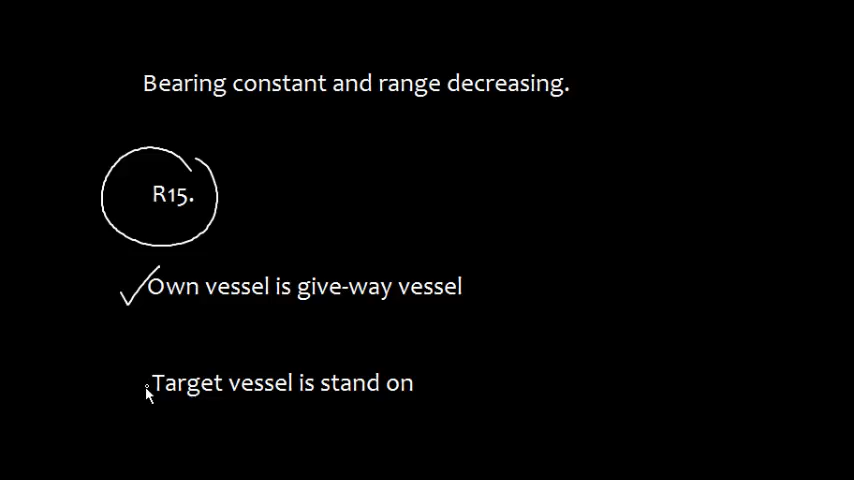 Bearing constant and range decreasing.
R15.
Own vessel is give-way vessel
Target vessel is stand on